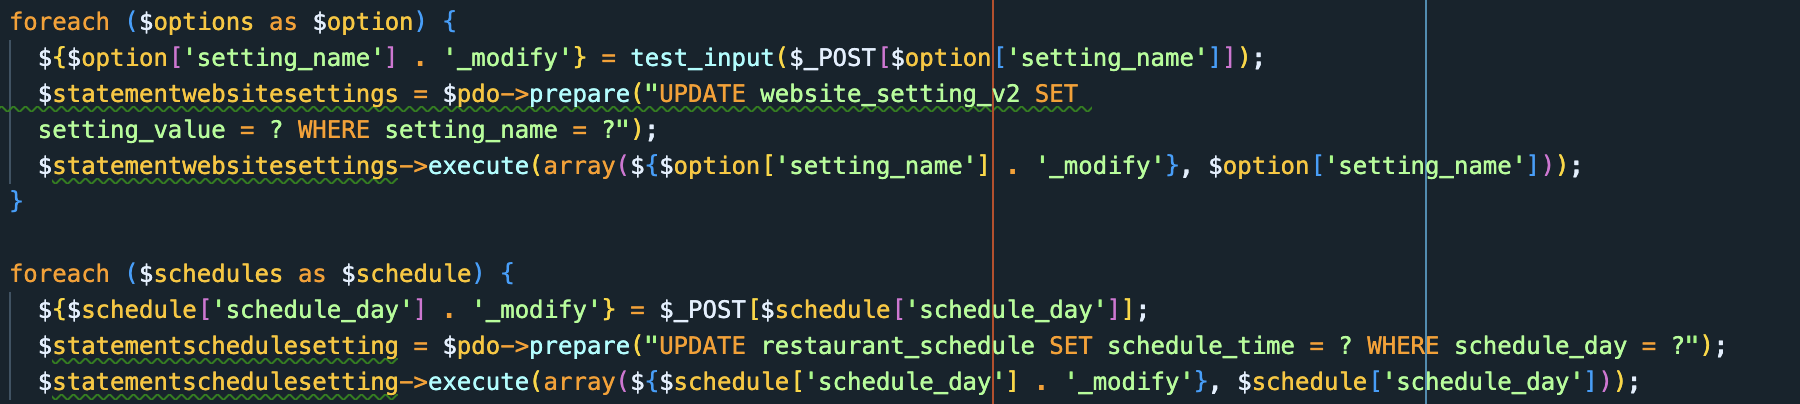 foreach ($options as $option) {
${$option['setting_name'] . '_modify'} = test_input($_POST[$option['setting_name']]);
$statementwebsitesettings = $pdo->prepare("UPDATE website_setting_v2 SET
setting_value = ? WHERE setting_name = ?");
$statementwebsitesettings->execute(array(${$option['setting_name'] . '_modify'}, $option['setting_name']));
}
foreach ($schedules as $schedule) {
${$schedule['schedule_day'] . '_modify'} = $_POST[$schedule['schedule_day']];
$statementschedulesetting = $pdo->prepare("UPDATE restaurant_schedule SET schedule_time = ? WHERE schedule_day = ?");
$statementschedulesetting->execute(array(${$schedule['schedule_day'] . '_modify'}, $schedule['schedule_day']));